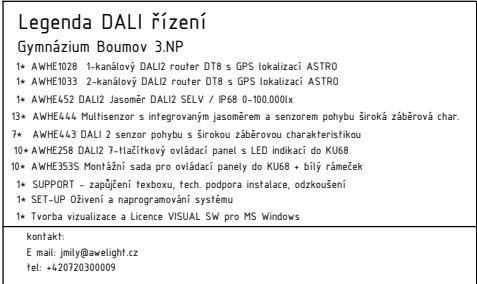 Legenda DALI řízení
Gymnázium Boumov 3.NP
1* AWHE1028 1-kanálový DALI2 router DT8 s GPS lokalizací ASTRO
1* AWHE1033 2-kanálový DALI2 router DT8 s GPS lokalizací ASTRO
1* AWHE452 DALI2 Jasoměr DALI2 SELV / IP68 0-100.000lx
13* AWHE444 Multisenzor s integrovaným jasoměrem a senzorem pohybu široká záběrová char.
7* AWHE443 DALI 2 senzor pohybu s širokou záběrovou charakteristikou
10* AWHE258 DALI2 7-tlačítkový ovládací panel s LED indikací do KU68
10* AWHE353S Montážní sada pro ovládací panely do KU68 + bílý rámeček
1* SUPPORT - zapůjčení texboxu, tech. podpora instalace, odzkoušení
1* SET-UP Oživení a naprogramování systému
1* Tvorba vizualizace a Licence VISUAL SW pro MS Windows
kontakt:
E mail: jmily@awelight.cz
tel: +420720300009